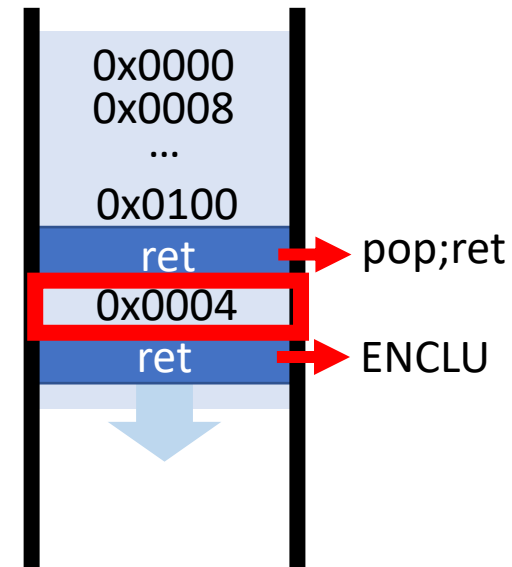 0x0000
0x0008
...
0x0100
ret pop;ret
0x0004
ret ENCLU